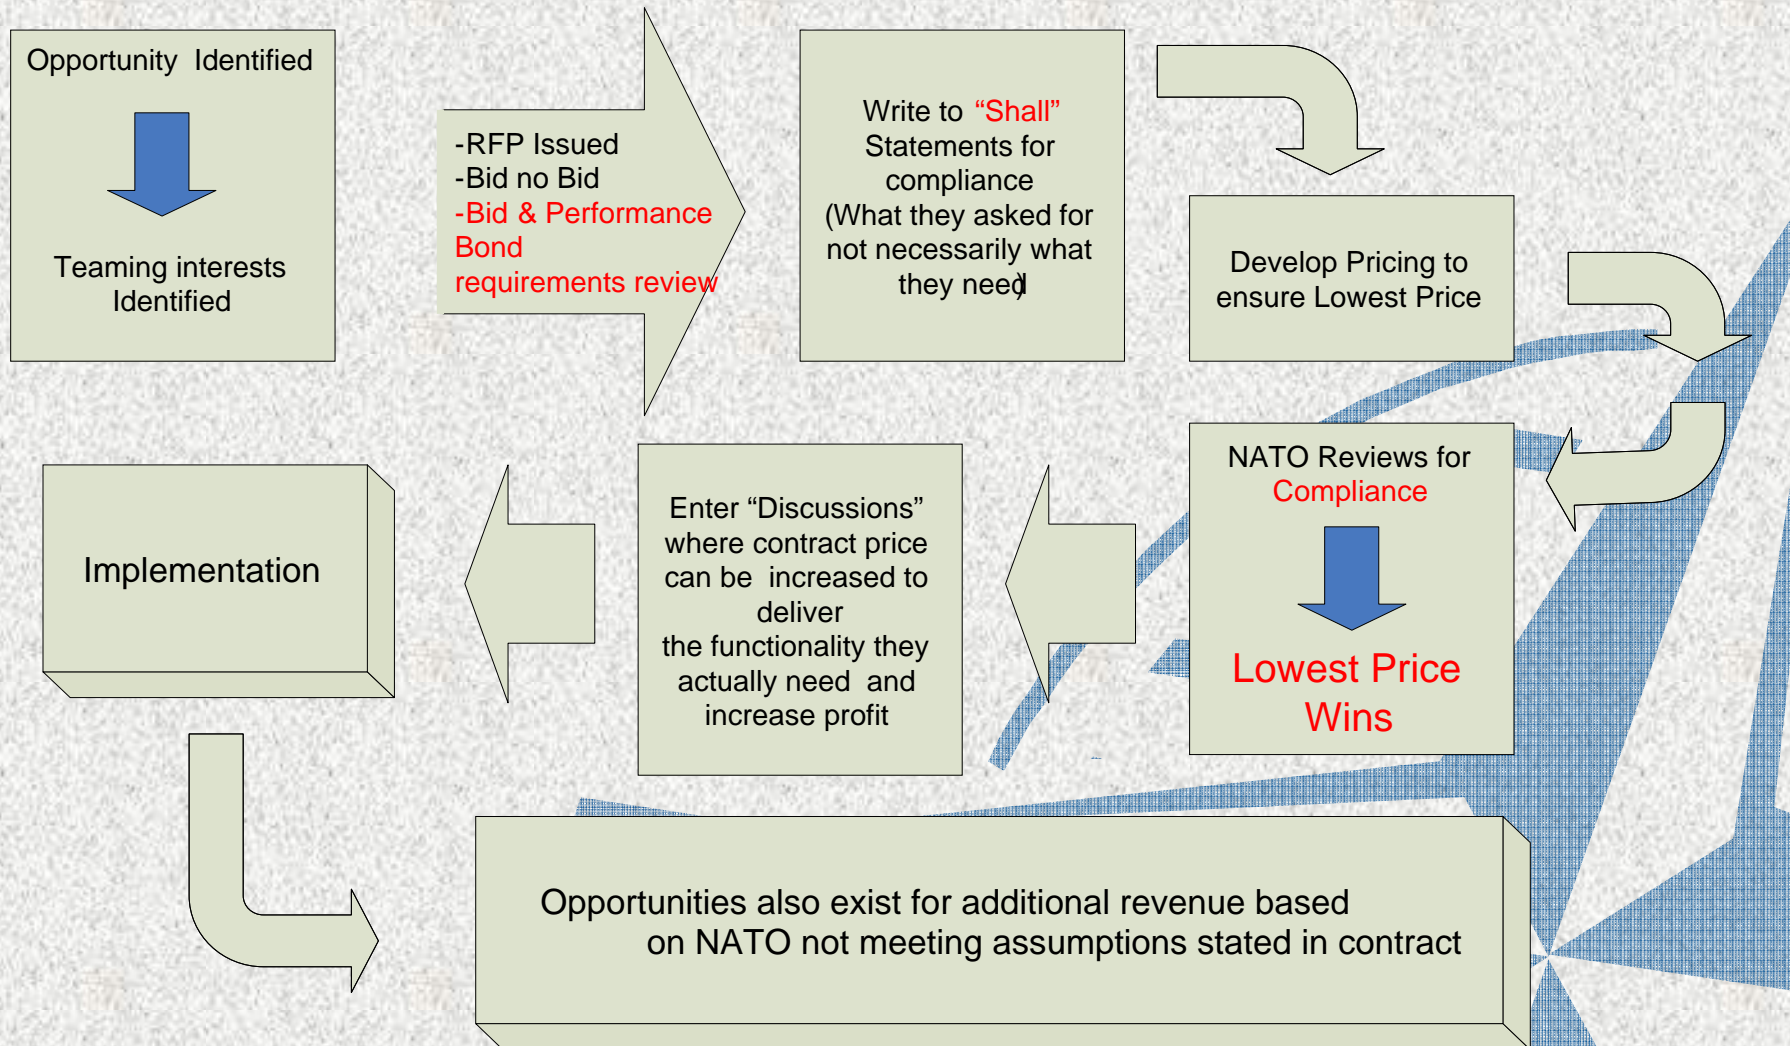 Opportunity Identified
Teaming interests
Identified
-RFP Issued
-Bid no Bid
-Bid & Performance
Bond
requirements review
Write to “Shall”
Statements for
compliance
(What they asked for
not necessarily what
they need)
Develop Pricing to
ensure Lowest Price
NATO Reviews for
Compliance
Lowest Price
Wins
Enter “Discussions”
where contract price
can be increased to
deliver
the functionality they
actually need and
increase profit
Implementation
Opportunities also exist for additional revenue based
on NATO not meeting assumptions stated in contract